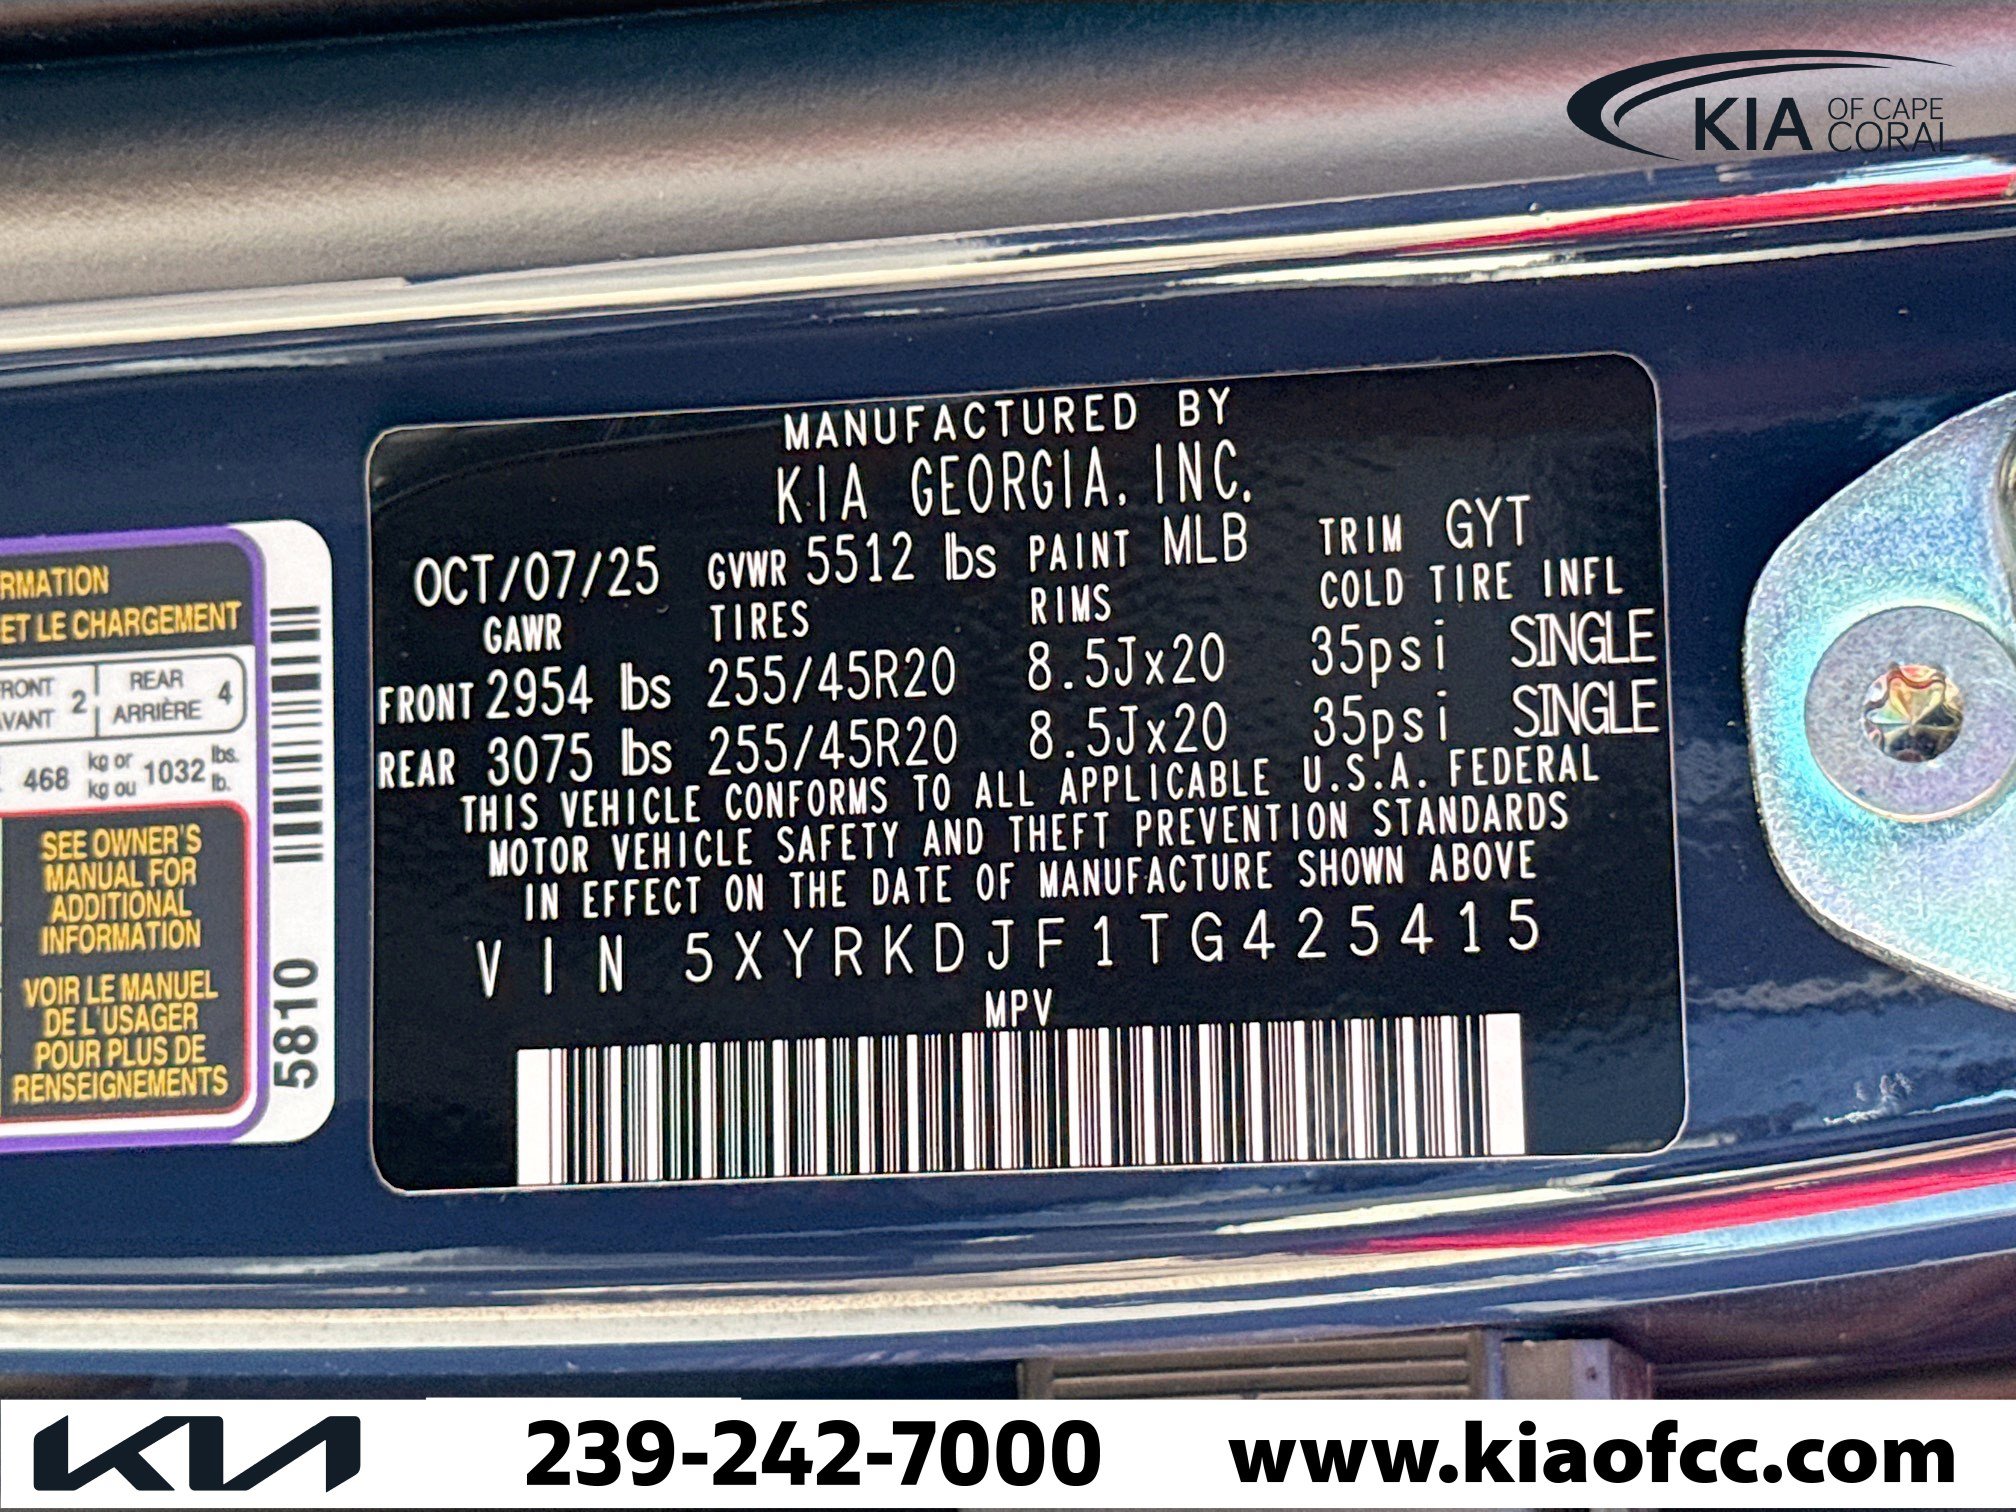 KIA OF CAPE CORAL
MANUFACTURED BY
KIA GEORGIA, INC.
OCT/07/25 GVWR 5512 lbs PAINT MLB TRIM GYT
GAWR TIRES RIMS COLD TIRE INFL
FRONT 2954 lbs 255/45R20 8.5Jx20 35psi SINGLE
REAR 3075 lbs 255/45R20 8.5Jx20 35psi SINGLE
THIS VEHICLE CONFORMS TO ALL APPLICABLE U.S.A. FEDERAL
MOTOR VEHICLE SAFETY AND THEFT PREVENTION STANDARDS
IN EFFECT ON THE DATE OF MANUFACTURE SHOWN ABOVE
VIN 5XYRKDJF1TG425415
MPV
RMATION
ET LE CHARGEMENT
RONT 2 REAR 4
VANT ARRIÈRE
468 kg or 1032 lbs.
kg ou lb.
SEE OWNER'S
MANUAL FOR
ADDITIONAL
INFORMATION
VOIR LE MANUEL
DE L'USAGER
POUR PLUS DE
RENSEIGNEMENTS
5810
KIA 239-242-7000 www.kiaofcc.com